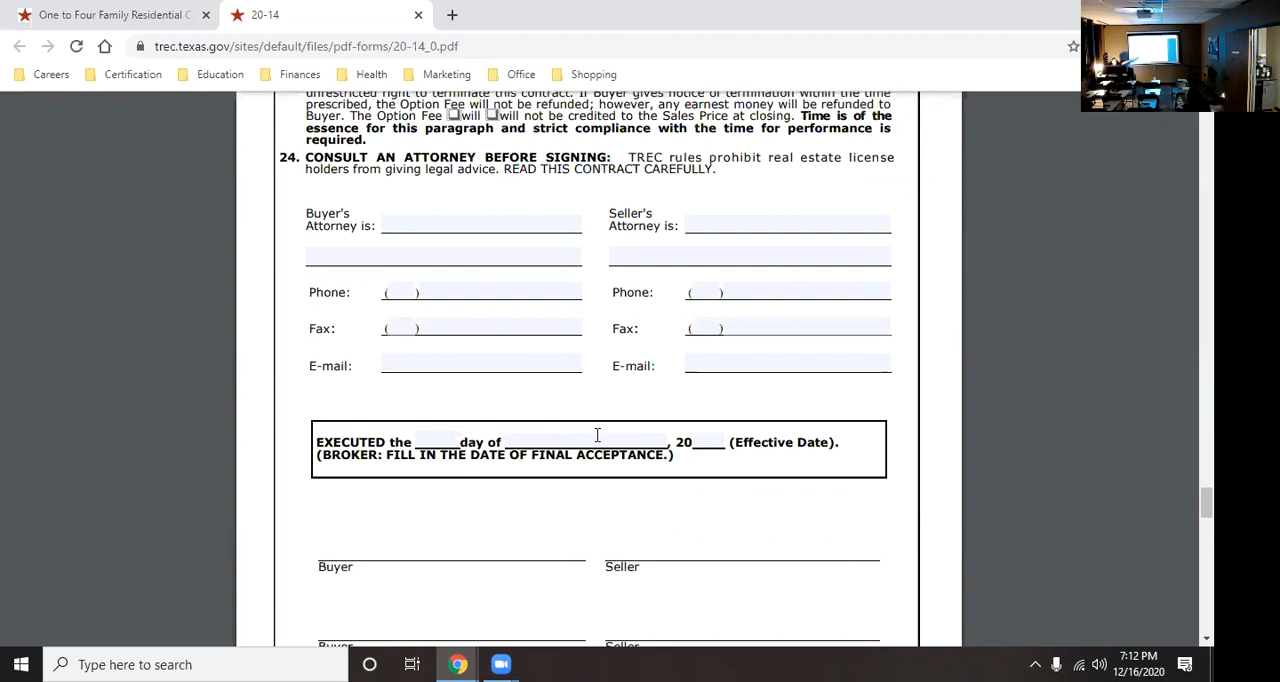 One to Four Family Residential C
20-14
trec.texas.gov/sites/default/files/pdf-forms/20-14_0.pdf
Careers Certification Education Finances Health Marketing Office Shopping
unrestricted right to terminate this contract. If Buyer gives notice of termination within the time
prescribed, the Option Fee will not be refunded; however, any earnest money will be refunded to
Buyer. The Option Fee ❑will ❑will not be credited to the Sales Price at closing. Time is of the
essence for this paragraph and strict compliance with the time for performance is
required.
24. CONSULT AN ATTORNEY BEFORE SIGNING: TREC rules prohibit real estate license
holders from giving legal advice. READ THIS CONTRACT CAREFULLY.
Buyer's
Attorney is:
Seller's
Attorney is:
Phone: ( ) Phone: ( )
Fax: ( ) Fax: ( )
E-mail: E-mail:
EXECUTED the _____day of ____________________, 20____ (Effective Date).
(BROKER: FILL IN THE DATE OF FINAL ACCEPTANCE.)
Buyer Seller
Buyer Seller
Type here to search
7:12 PM
12/16/2020